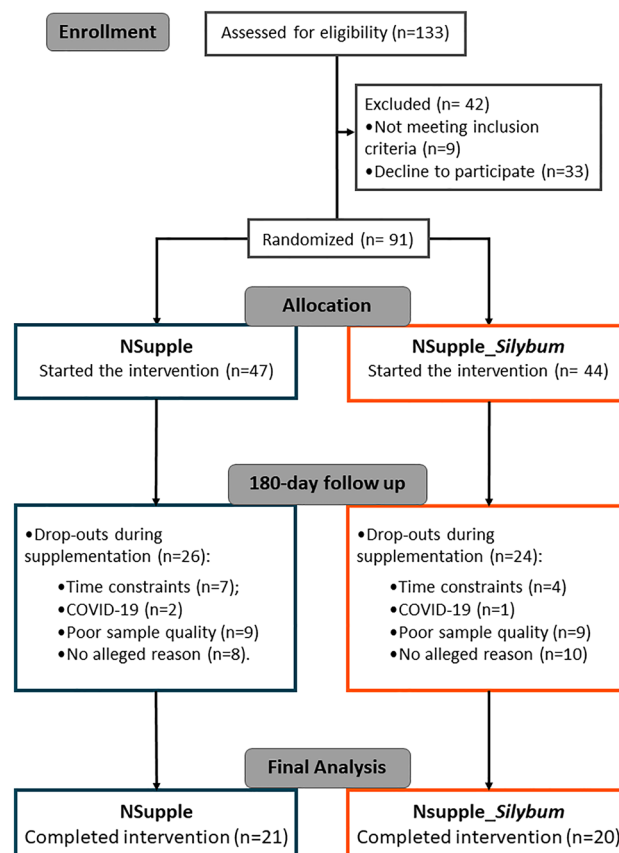 Enrollment
Assessed for eligibility (n=133)
Excluded (n= 42)
•Not meeting inclusion
criteria (n=9)
•Decline to participate (n=33)
Randomized (n= 91)
Allocation
NSupple
Started the intervention (n=47)
NSupple_Silybum
Started the intervention (n= 44)
180-day follow up
•Drop-outs during
supplementation (n=26):
•Time constraints (n=7);
•COVID-19 (n=2)
•Poor sample quality (n=9)
•No alleged reason (n=8).
•Drop-outs during
supplementation (n=24):
•Time constraints (n=4)
•COVID-19 (n=1)
•Poor sample quality (n=9)
•No alleged reason (n=10)
Final Analysis
NSupple
Completed intervention (n=21)
Nsupple_Silybum
Completed intervention (n=20)